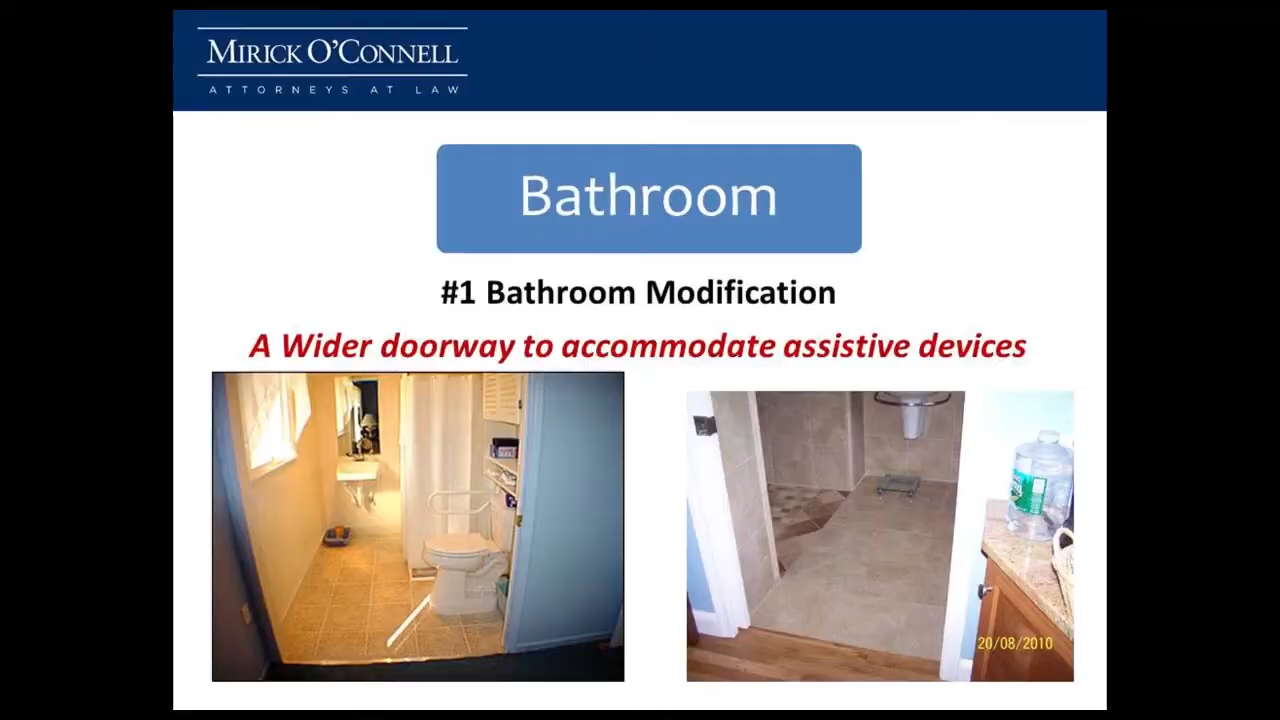 MIRICK O'CONNELL
ATTORNEYS AT LAW
Bathroom
#1 Bathroom Modification
A Wider doorway to accommodate assistive devices
20/08/2010